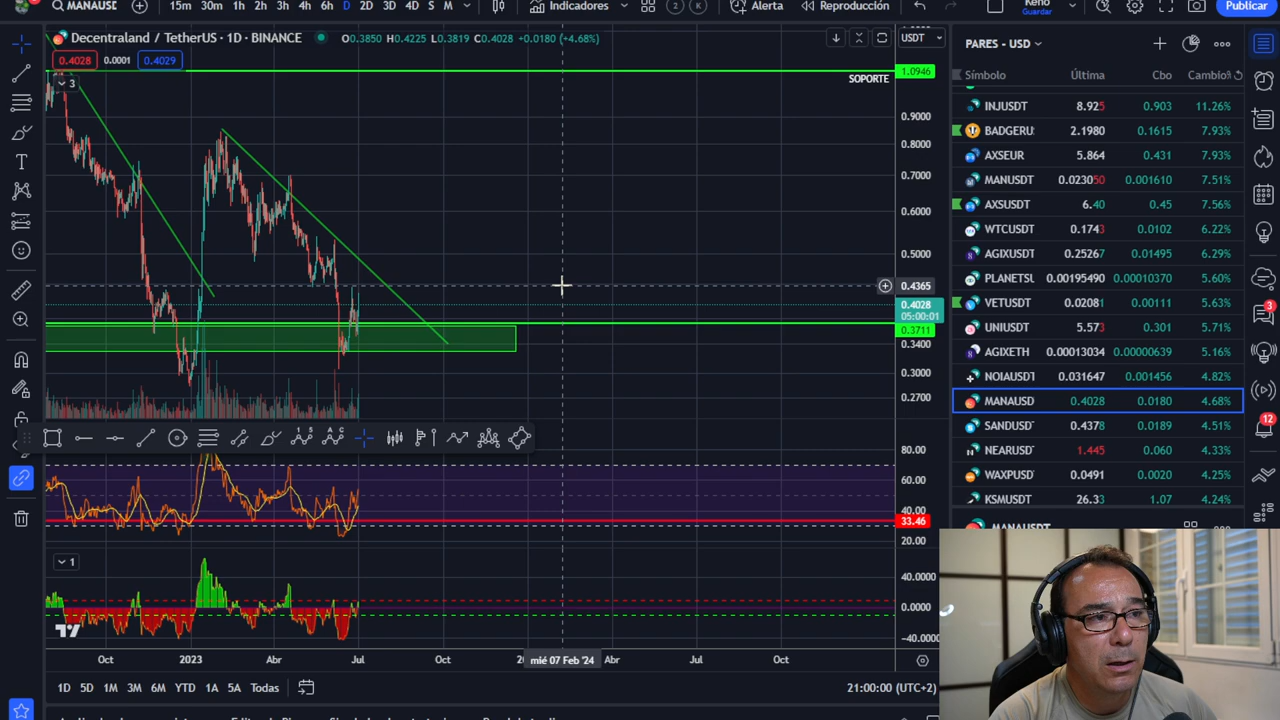 MANAUSD 15m 30m 1h 2h 3h 4h 6h D 2D 3D 4D S M Indicadores 2 K Alerta Reproducción Keno Guardar Publicar
Decentraland / TetherUS · 1D · BINANCE O0.3850 H0.4225 L0.3819 C0.4028 +0.0180 (+4.68%)
0.4028 0.0001 0.4029
3
SOPORTE
USDT
1.0946
0.9000
0.8000
0.7000
0.6000
0.5000
0.4365
0.4028
05:00:01
0.3711
0.3400
0.3000
0.2700
80.00
60.00
40.00
33.46
20.00
1
40.0000
0.0000
-40.0000
Oct 2023 Abr Jul Oct mié 07 Feb '24 Abr Jul Oct
1D 5D 1M 3M 6M YTD 1A 5A Todas 21:00:00 (UTC+2)
PARES - USD
Símbolo Última Cbo Cambio%
INJUSDT 8.925 0.903 11.26%
BADGERU 2.1980 0.1615 7.93%
AXSEUR 5.864 0.431 7.93%
MANUSDT 0.023050 0.001610 7.51%
AXSUSDT 6.40 0.45 7.56%
WTCUSDT 0.1743 0.0102 6.22%
AGIXUSDT 0.25267 0.01495 6.29%
PLANETSU 0.00195490 0.00010370 5.60%
VETUSDT 0.02081 0.00111 5.63%
UNIUSDT 5.573 0.301 5.71%
AGIXETH 0.00013034 0.00000639 5.16%
NOIAUSDT 0.031647 0.001456 4.82%
MANAUSD 0.4028 0.0180 4.68%
SANDUSD 0.4378 0.0189 4.51%
NEARUSD 1.445 0.060 4.33%
WAXPUSD 0.0491 0.0020 4.25%
KSMUSDT 26.33 1.07 4.24%
MANAUSDT
3
12